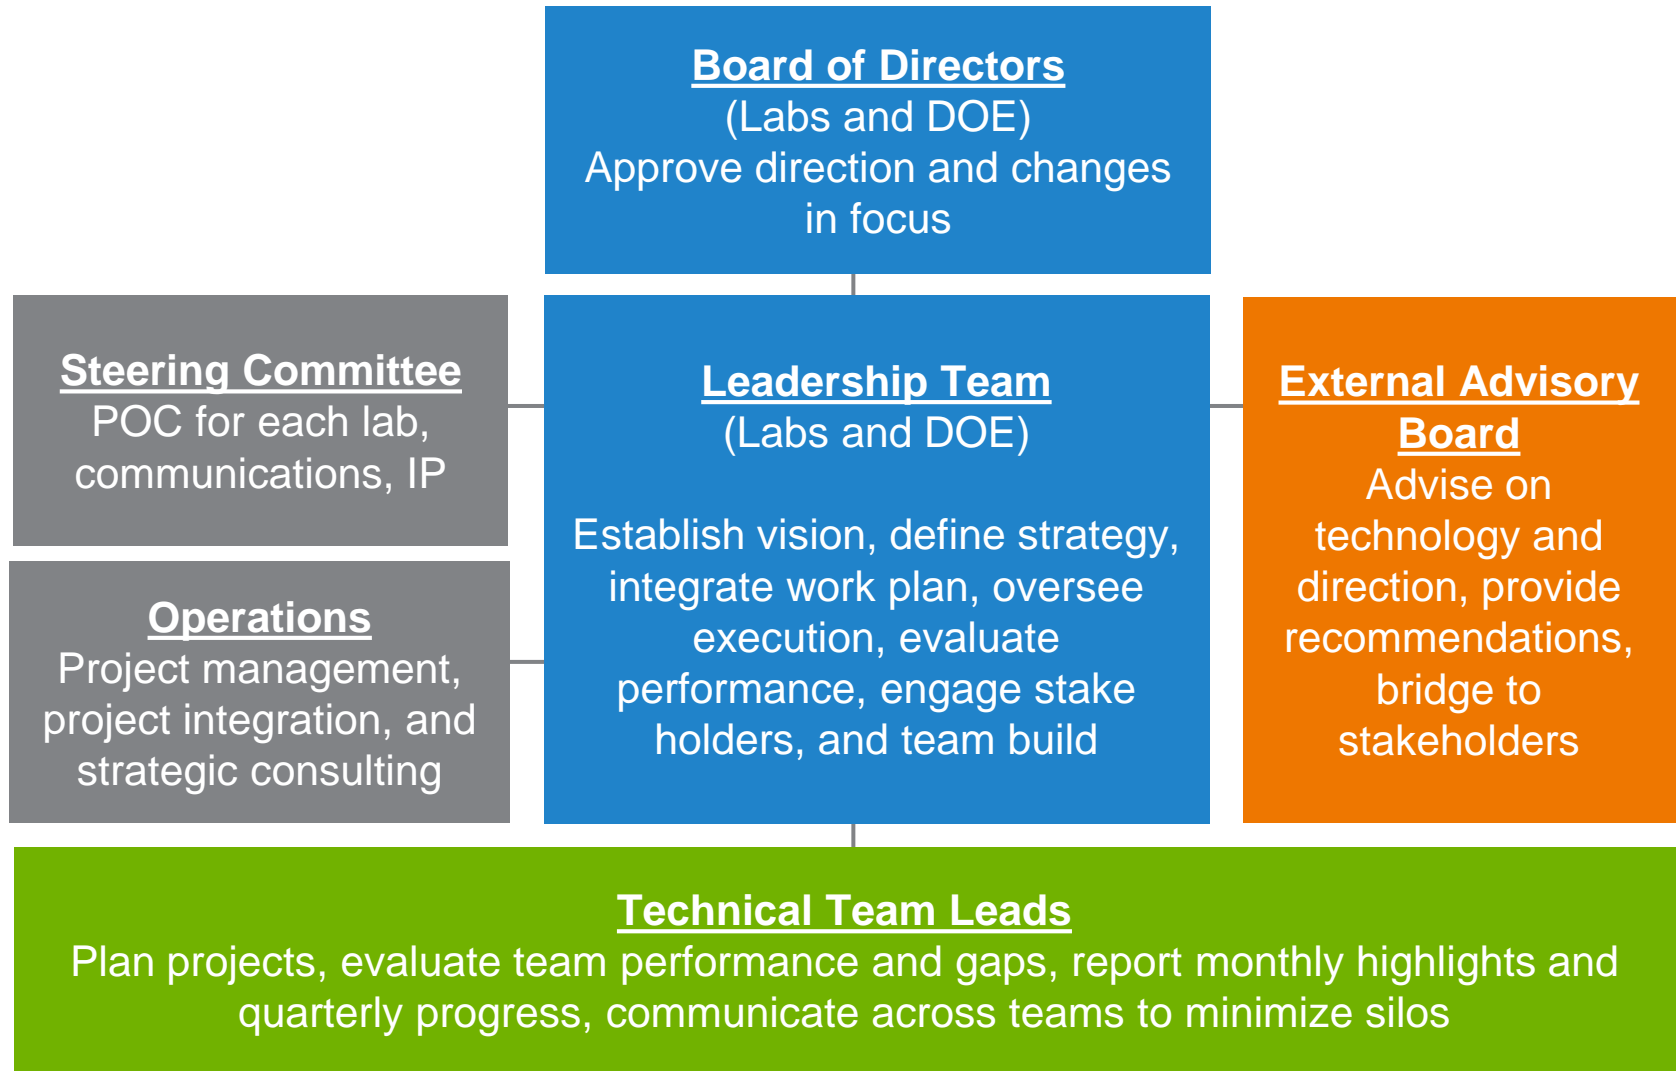 Board of Directors
(Labs and DOE)
Approve direction and changes
in focus
Steering Committee
POC for each lab,
communications, IP
Operations
Project management,
project integration, and
strategic consulting
Leadership Team
(Labs and DOE)
Establish vision, define strategy,
integrate work plan, oversee
execution, evaluate
performance, engage stake
holders, and team build
External Advisory
Board
Advise on
technology and
direction, provide
recommendations,
bridge to
stakeholders
Technical Team Leads
Plan projects, evaluate team performance and gaps, report monthly highlights and
quarterly progress, communicate across teams to minimize silos